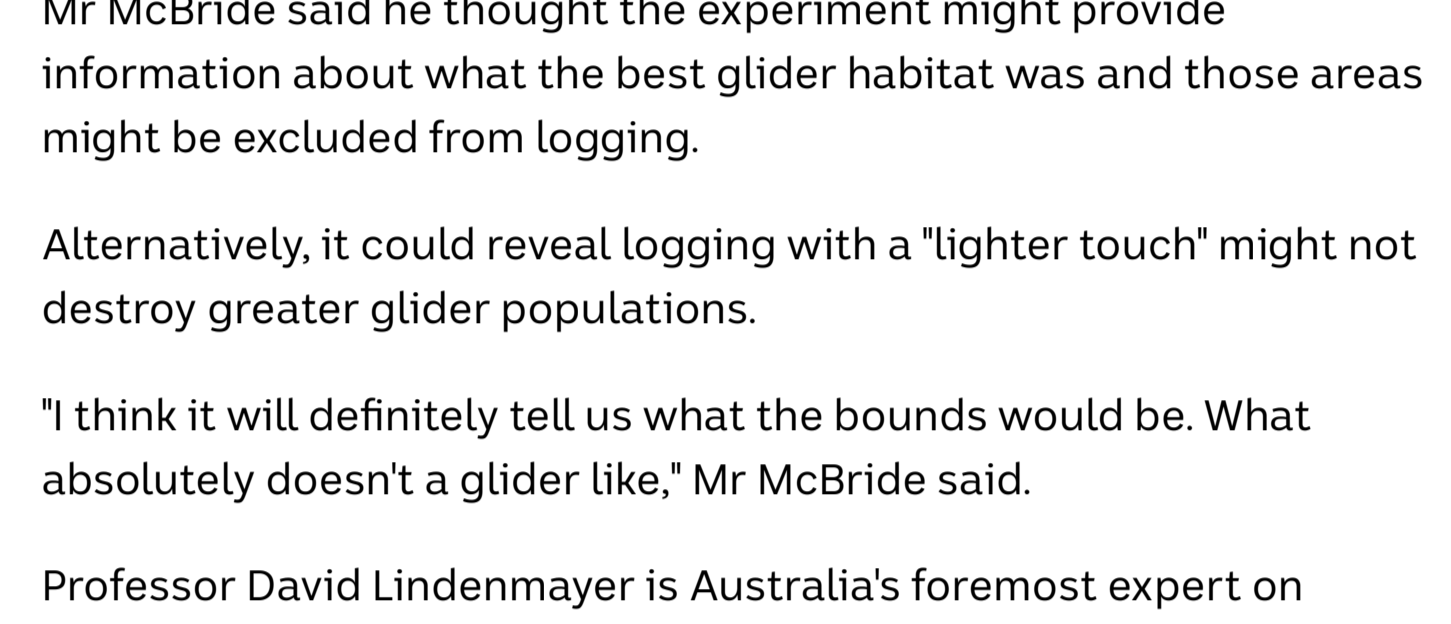 Mr McBride said he thought the experiment might provide
information about what the best glider habitat was and those areas
might be excluded from logging.
Alternatively, it could reveal logging with a "lighter touch" might not
destroy greater glider populations.
"I think it will definitely tell us what the bounds would be. What
absolutely doesn't a glider like," Mr McBride said.
Professor David Lindenmayer is Australia's foremost expert on